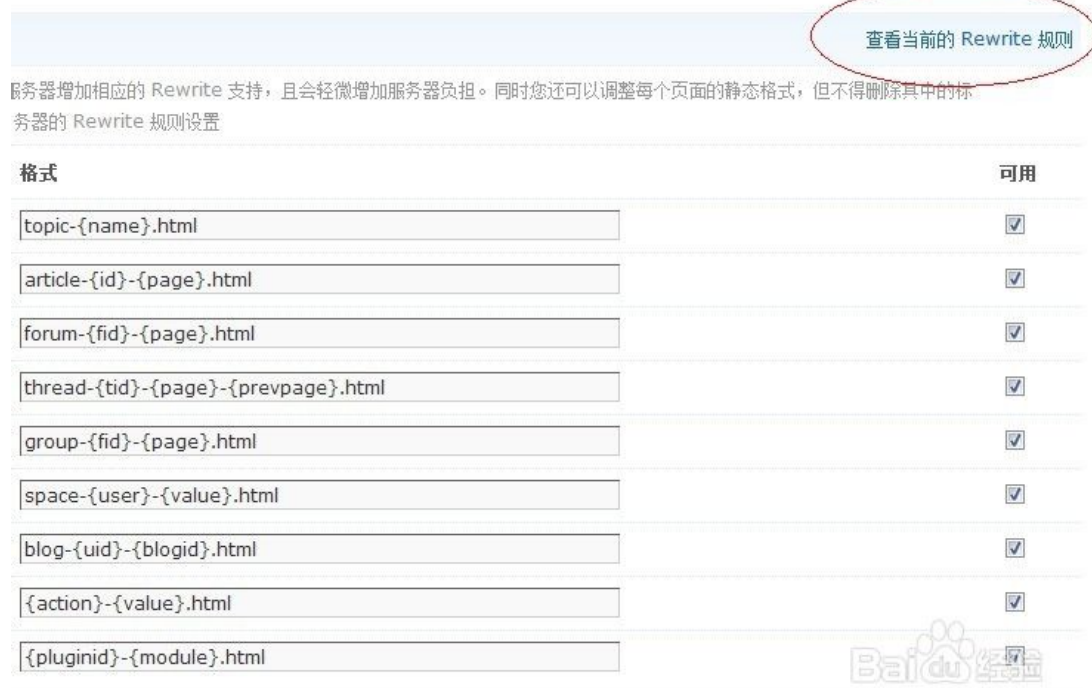 查看当前的 Rewrite 规则
服务器增加相应的 Rewrite 支持，且会轻微增加服务器负担。同时您还可以调整每个页面的静态格式，但不得删除其中的标
务器的 Rewrite 规则设置
格式 可用
topic-{name}.html
article-{id}-{page}.html
forum-{fid}-{page}.html
thread-{tid}-{page}-{prevpage}.html
group-{fid}-{page}.html
space-{user}-{value}.html
blog-{uid}-{blogid}.html
{action}-{value}.html
{pluginid}-{module}.html
Baidu 经验